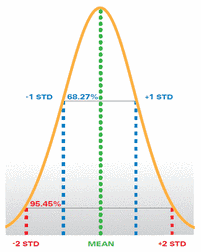 -1 STD 68.27% +1 STD
95.45%
-2 STD MEAN +2 STD